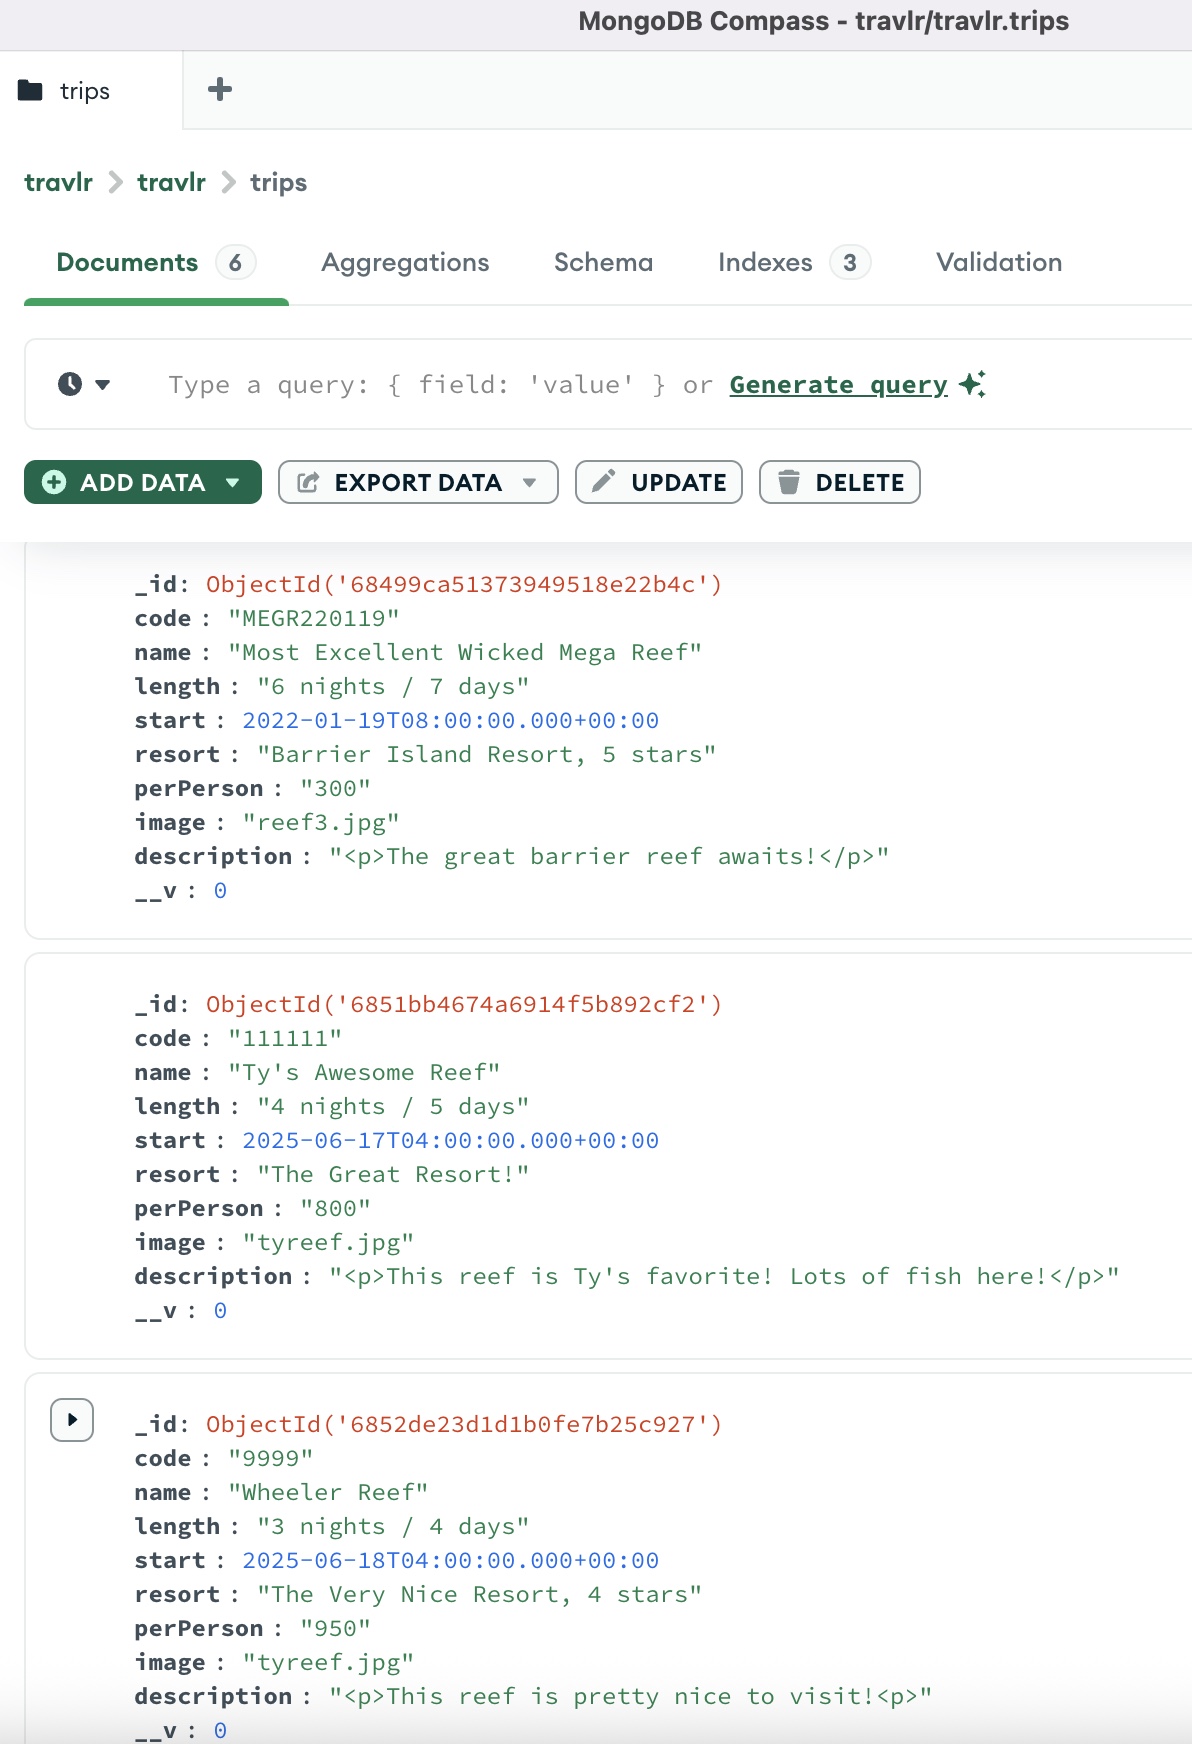 MongoDB Compass - travlr/travlr.trips
trips
travlr > travlr > trips
Documents 6 Aggregations Schema Indexes 3 Validation
Type a query: { field: 'value' } or Generate query
ADD DATA EXPORT DATA UPDATE DELETE
_id: ObjectId('68499ca51373949518e22b4c')
code : "MEGR220119"
name : "Most Excellent Wicked Mega Reef"
length : "6 nights / 7 days"
start : 2022-01-19T08:00:00.000+00:00
resort : "Barrier Island Resort, 5 stars"
perPerson : "300"
image : "reef3.jpg"
description : "<p>The great barrier reef awaits!</p>"
__v : 0
_id: ObjectId('6851bb4674a6914f5b892cf2')
code : "111111"
name : "Ty's Awesome Reef"
length : "4 nights / 5 days"
start : 2025-06-17T04:00:00.000+00:00
resort : "The Great Resort!"
perPerson : "800"
image : "tyreef.jpg"
description : "<p>This reef is Ty's favorite! Lots of fish here!</p>"
__v : 0
_id: ObjectId('6852de23d1d1b0fe7b25c927')
code : "9999"
name : "Wheeler Reef"
length : "3 nights / 4 days"
start : 2025-06-18T04:00:00.000+00:00
resort : "The Very Nice Resort, 4 stars"
perPerson : "950"
image : "tyreef.jpg"
description : "<p>This reef is pretty nice to visit!<p>"
__v : 0